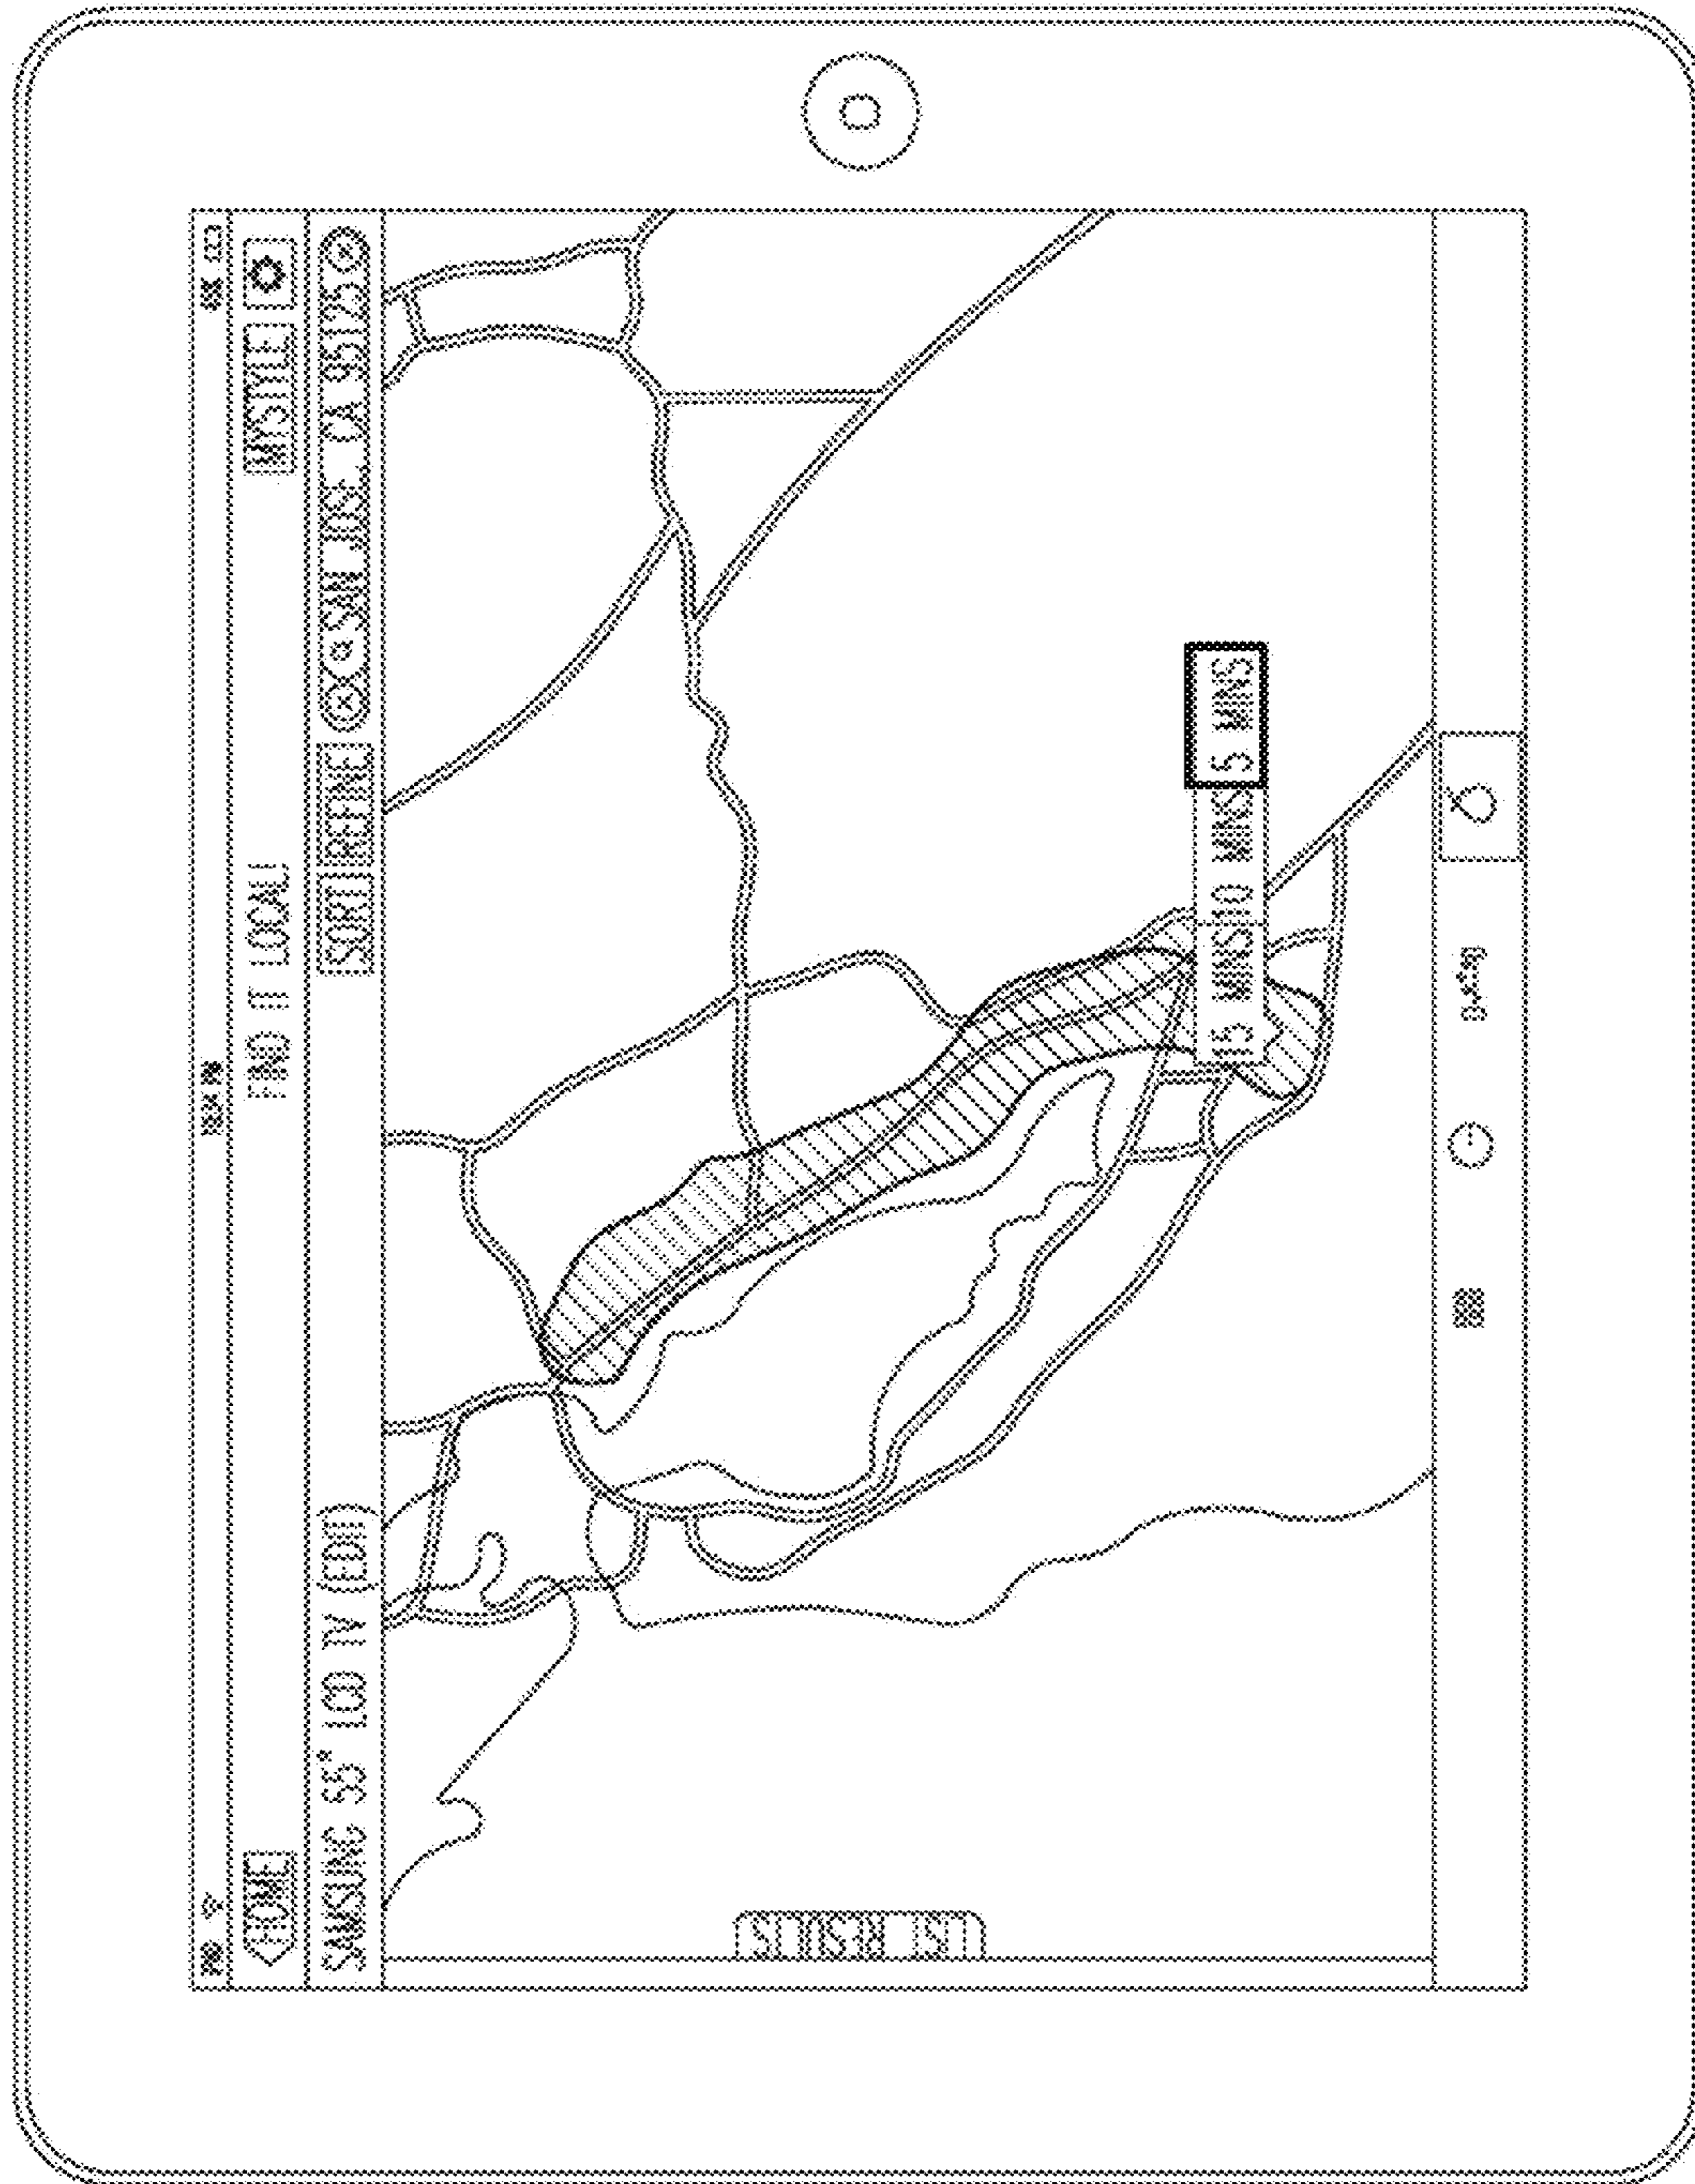 FIND IT LOCAL!
HOME
MYSTYLE
SAMSUNG 55" LCD TV (EDIT)
SORT REFINE
SAN JOSE, CA 95125
15 MINS 10 MINS 5 MINS
LIST RESULTS